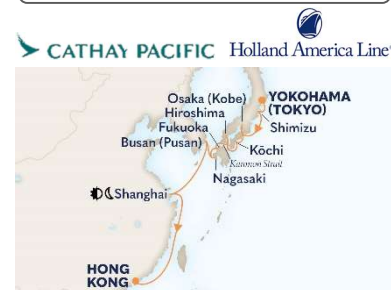 CATHAY PACIFIC
Holland America Line
Osaka (Kobe)
YOKOHAMA
(TOKYO)
Hiroshima
Shimizu
Fukuoka
Busan (Pusan)
Kōchi
Kanmon Strait
Nagasaki
Shanghai
HONG
KONG